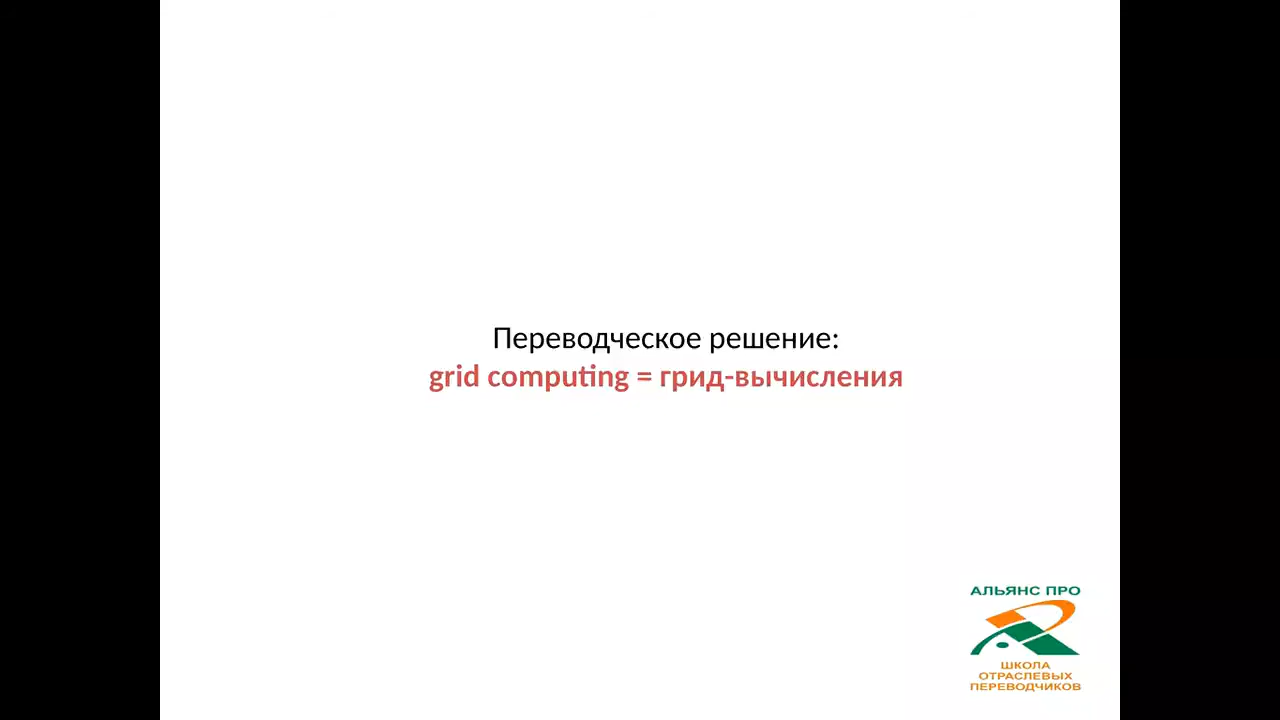 Переводческое решение:
grid computing = грид-вычисления
АЛЬЯНС ПРО
ШКОЛА
ОТРАСЛЕВЫХ
ПЕРЕВОДЧИКОВ